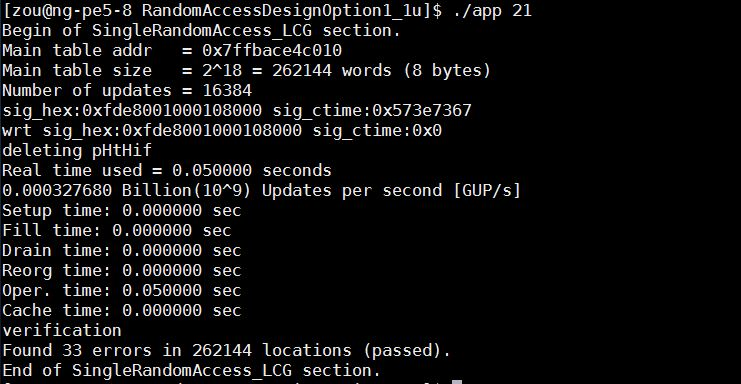 [zou@ng-pe5-8 RandomAccessDesignOption1_1u]$ ./app 21
Begin of SingleRandomAccess_LCG section.
Main table addr   = 0x7ffbace4c010
Main table size   = 2^18 = 262144 words (8 bytes)
Number of updates = 16384
sig_hex:0xfde8001000108000 sig_ctime:0x573e7367
wrt sig_hex:0xfde8001000108000 sig_ctime:0x0
deleting pHtHif
Real time used = 0.050000 seconds
0.000327680 Billion(10^9) Updates per second [GUP/s]
Setup time: 0.000000 sec
Fill time: 0.000000 sec
Drain time: 0.000000 sec
Reorg time: 0.000000 sec
Oper. time: 0.050000 sec
Cache time: 0.000000 sec
verification
Found 33 errors in 262144 locations (passed).
End of SingleRandomAccess_LCG section.